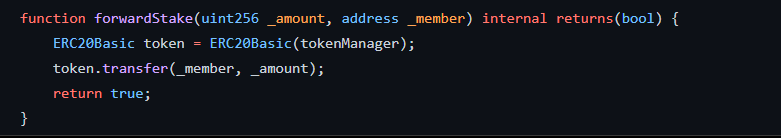 function forwardStake(uint256 _amount, address _member) internal returns(bool) {
    ERC20Basic token = ERC20Basic(tokenManager);
    token.transfer(_member, _amount);
    return true;
}